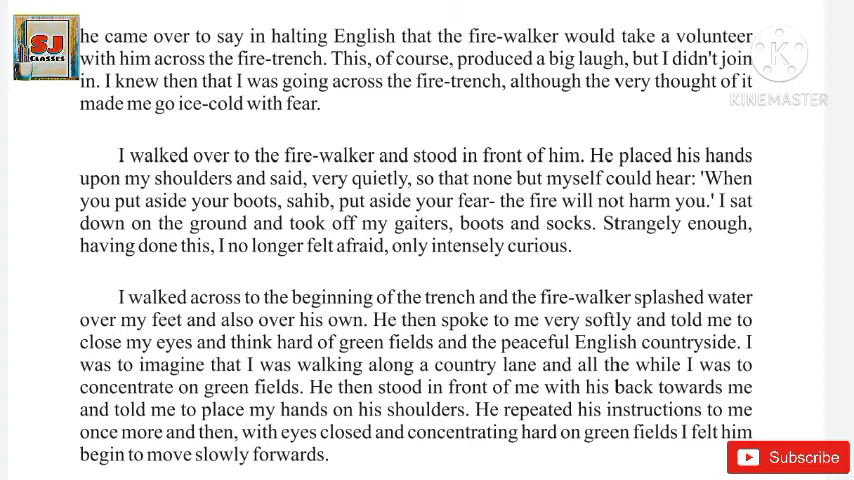 SJ
CLASSES
he came over to say in halting English that the fire-walker would take a volunteer
with him across the fire-trench. This, of course, produced a big laugh, but I didn't join
in. I knew then that I was going across the fire-trench, although the very thought of it
made me go ice-cold with fear.
K
KINEMASTER
I walked over to the fire-walker and stood in front of him. He placed his hands
upon my shoulders and said, very quietly, so that none but myself could hear: 'When
you put aside your boots, sahib, put aside your fear- the fire will not harm you.' I sat
down on the ground and took off my gaiters, boots and socks. Strangely enough,
having done this, I no longer felt afraid, only intensely curious.
I walked across to the beginning of the trench and the fire-walker splashed water
over my feet and also over his own. He then spoke to me very softly and told me to
close my eyes and think hard of green fields and the peaceful English countryside. I
was to imagine that I was walking along a country lane and all the while I was to
concentrate on green fields. He then stood in front of me with his back towards me
and told me to place my hands on his shoulders. He repeated his instructions to me
once more and then, with eyes closed and concentrating hard on green fields I felt him
begin to move slowly forwards.
Subscribe